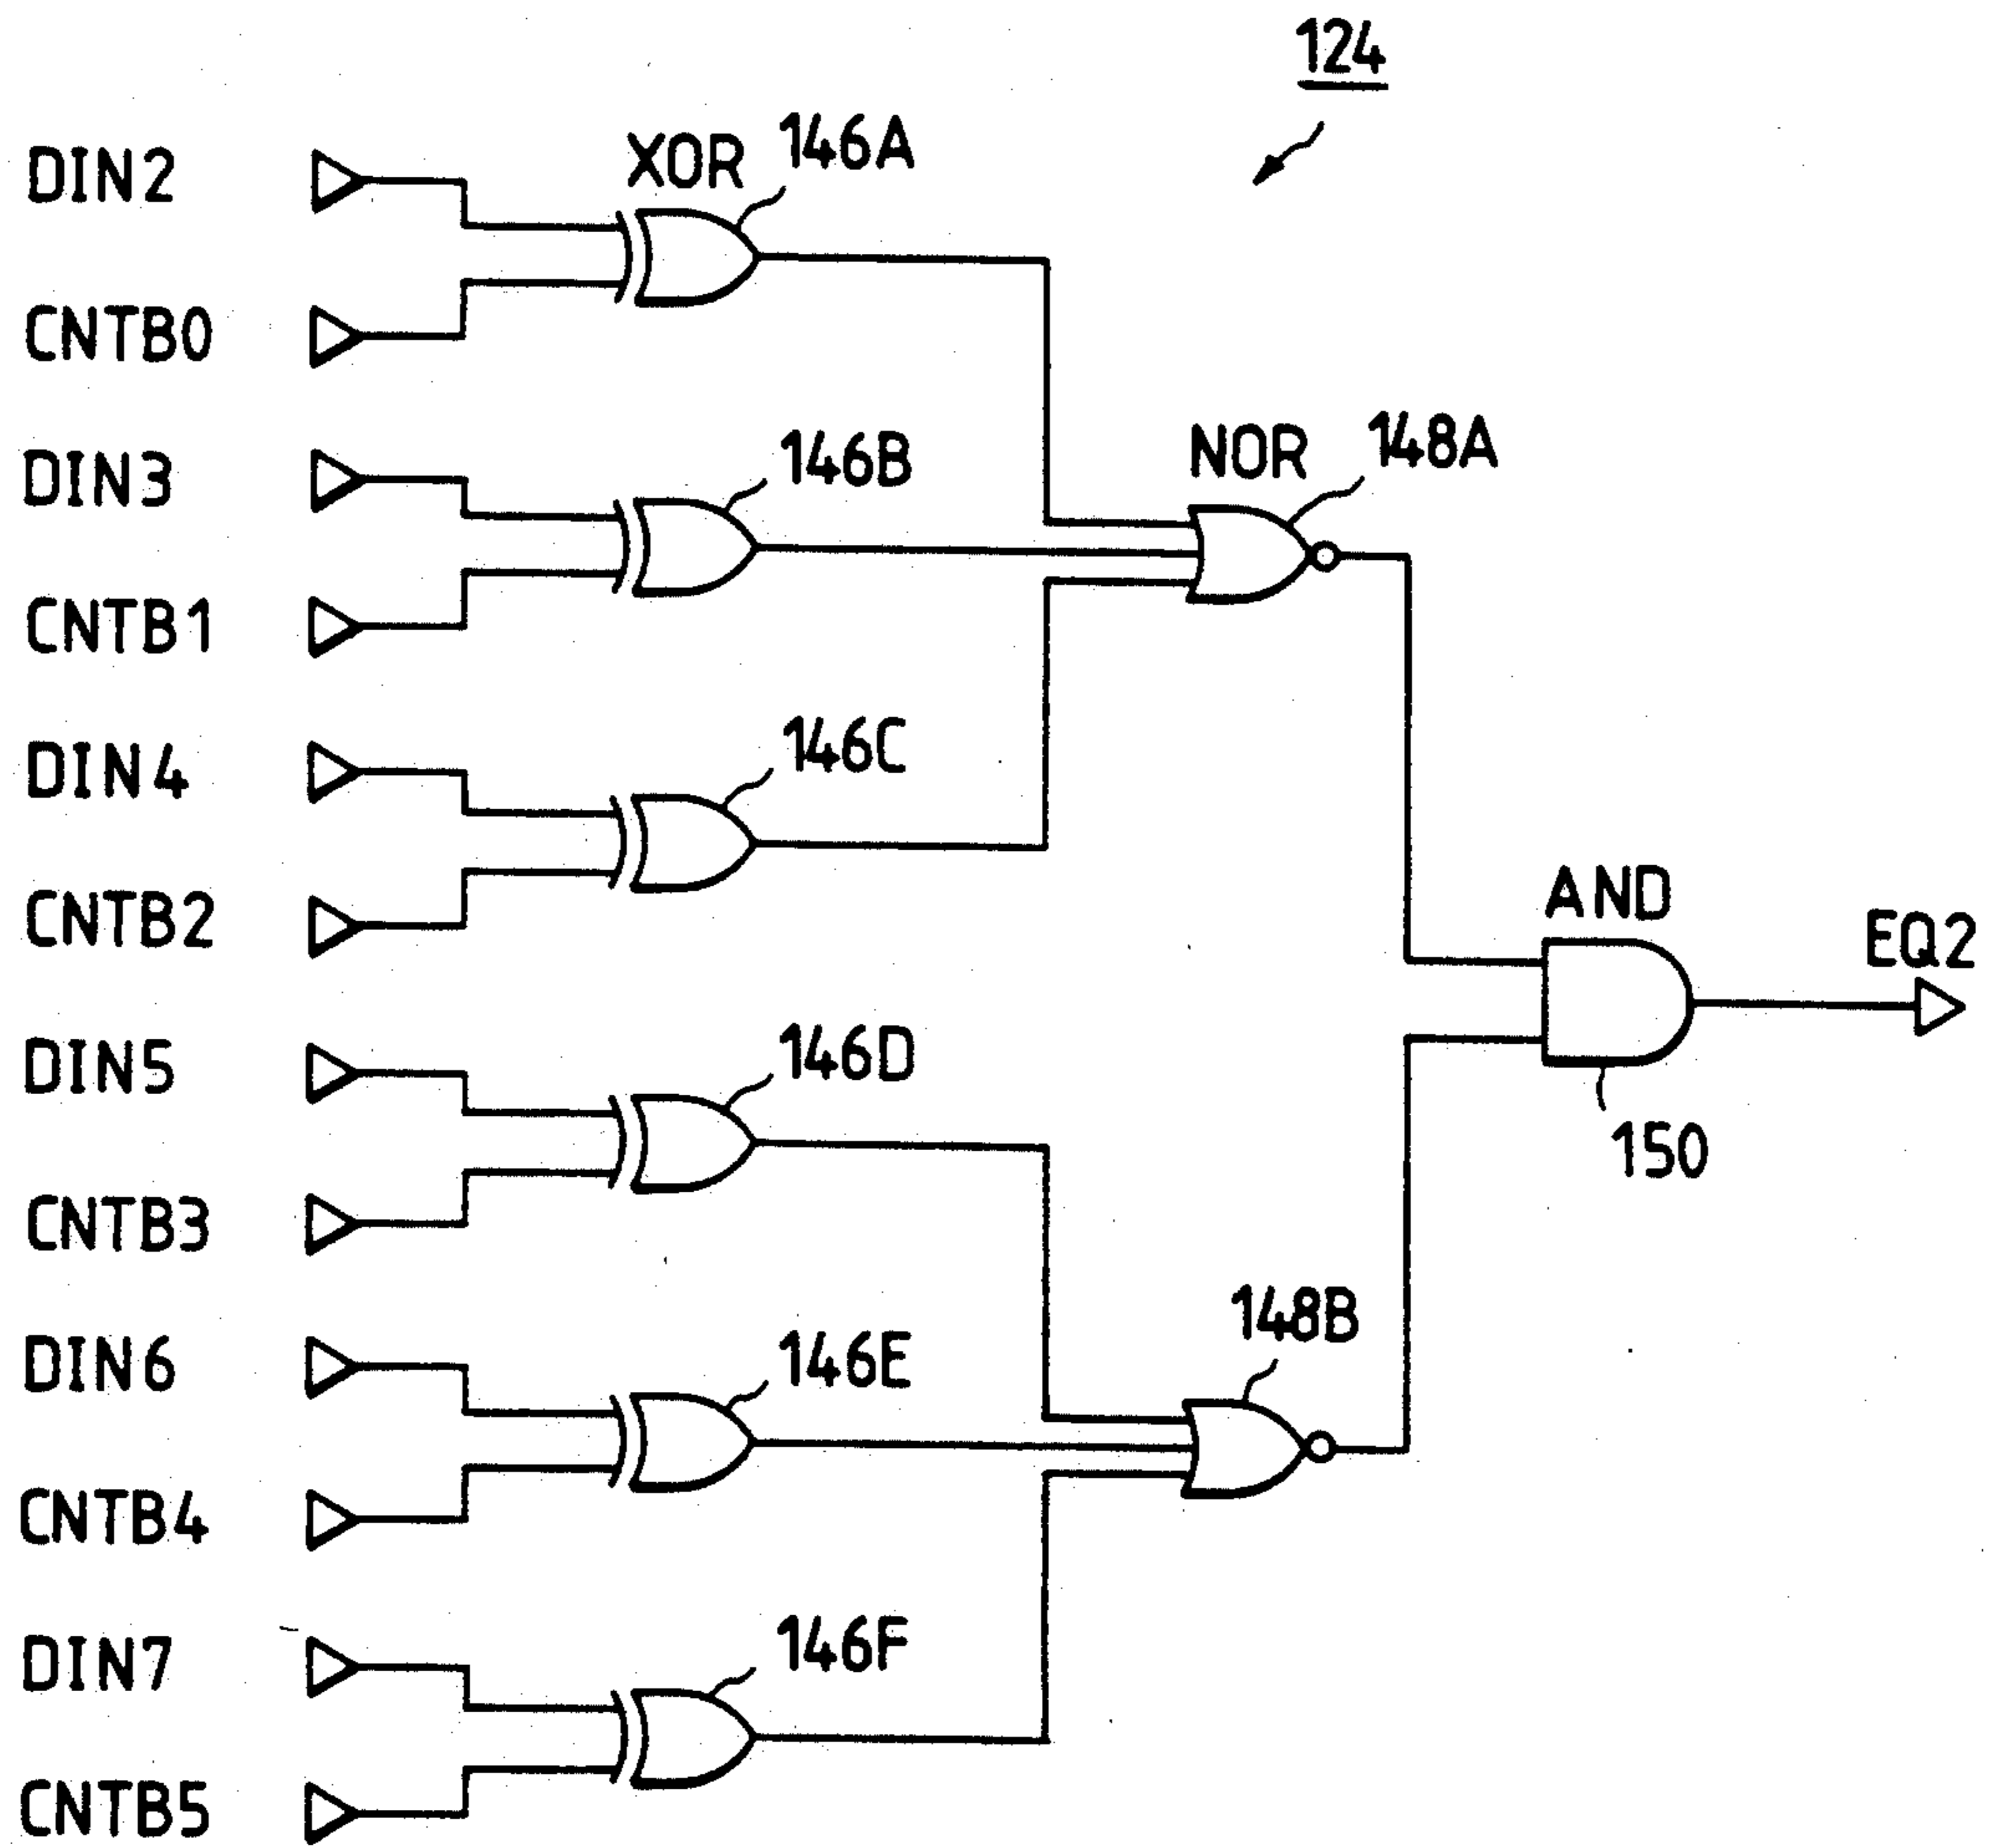 124
DIN2
XOR 146A
CNTB0
DIN3
146B
NOR 148A
CNTB1
DIN4
146C
CNTB2
AND
EQ2
DIN5
146D
150
CNTB3
DIN6
146E
148B
CNTB4
DIN7
146F
CNTB5